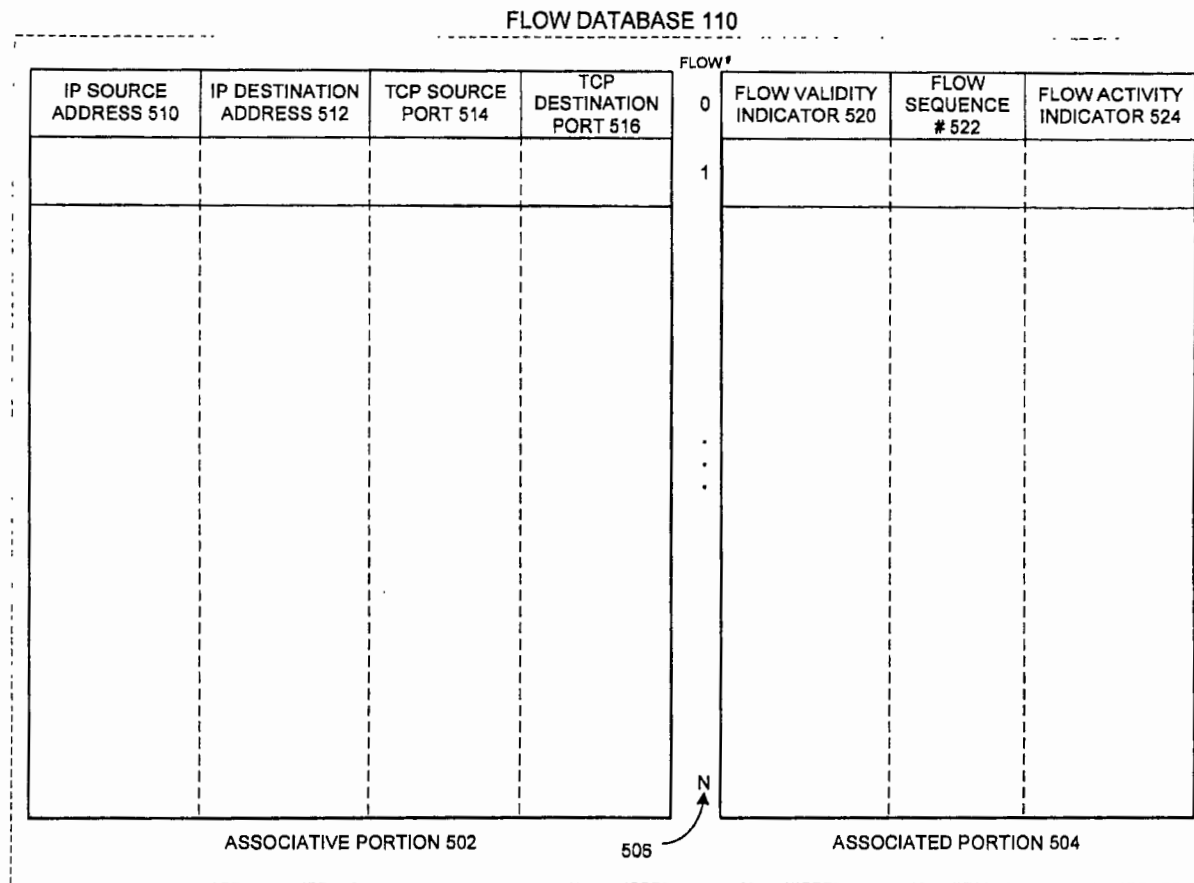 FLOW DATABASE 110
FLOW#
IP SOURCE
ADDRESS 510
IP DESTINATION
ADDRESS 512
TCP SOURCE
PORT 514
TCP
DESTINATION
PORT 516
0
FLOW VALIDITY
INDICATOR 520
FLOW
SEQUENCE
# 522
FLOW ACTIVITY
INDICATOR 524
1
N
ASSOCIATIVE PORTION 502
506
ASSOCIATED PORTION 504